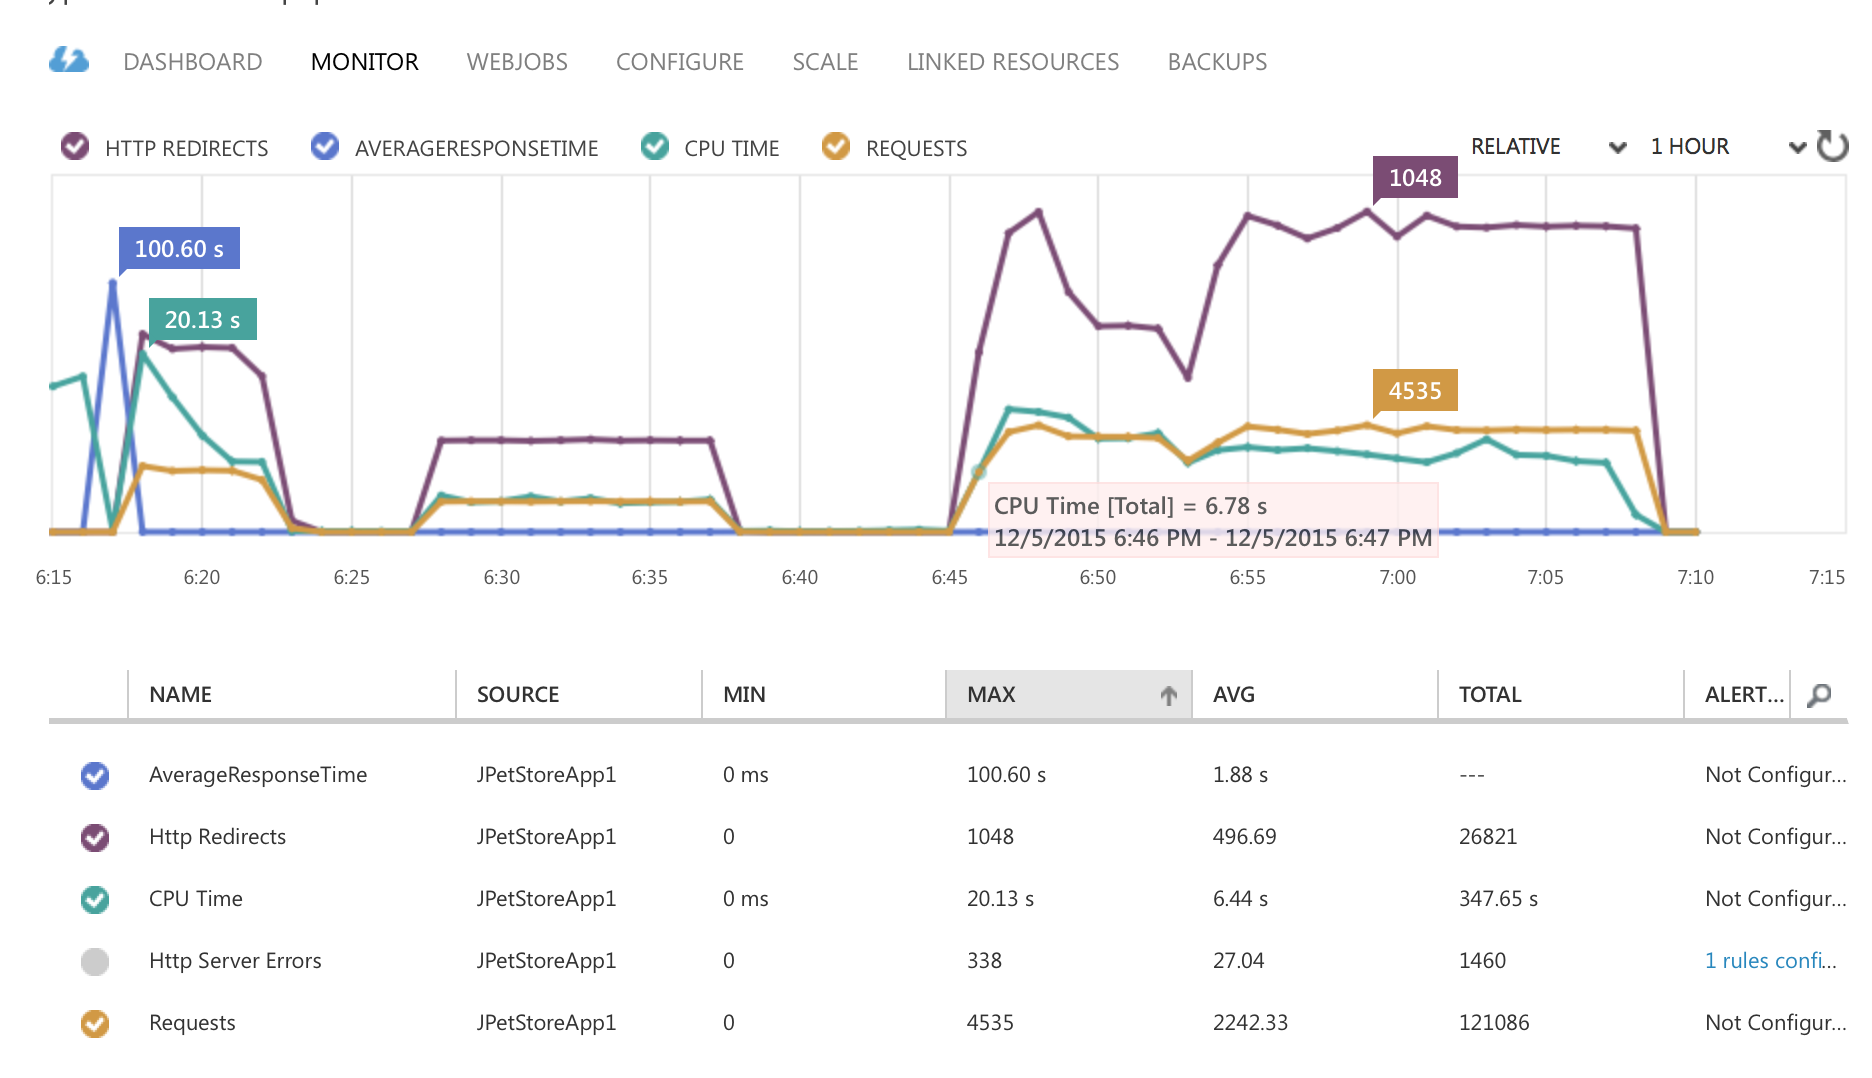 DASHBOARD MONITOR WEBJOBS CONFIGURE SCALE LINKED RESOURCES BACKUPS
HTTP REDIRECTS AVERAGERESPONSETIME CPU TIME REQUESTS RELATIVE 1 HOUR
1048
100.60 s
20.13 s
4535
CPU Time [Total] = 6.78 s
12/5/2015 6:46 PM - 12/5/2015 6:47 PM
6:15 6:20 6:25 6:30 6:35 6:40 6:45 6:50 6:55 7:00 7:05 7:10 7:15
NAME SOURCE MIN MAX AVG TOTAL ALERT...
AverageResponseTime JPetStoreApp1 0 ms 100.60 s 1.88 s --- Not Configur...
Http Redirects JPetStoreApp1 0 1048 496.69 26821 Not Configur...
CPU Time JPetStoreApp1 0 ms 20.13 s 6.44 s 347.65 s Not Configur...
Http Server Errors JPetStoreApp1 0 338 27.04 1460 1 rules confi...
Requests JPetStoreApp1 0 4535 2242.33 121086 Not Configur...